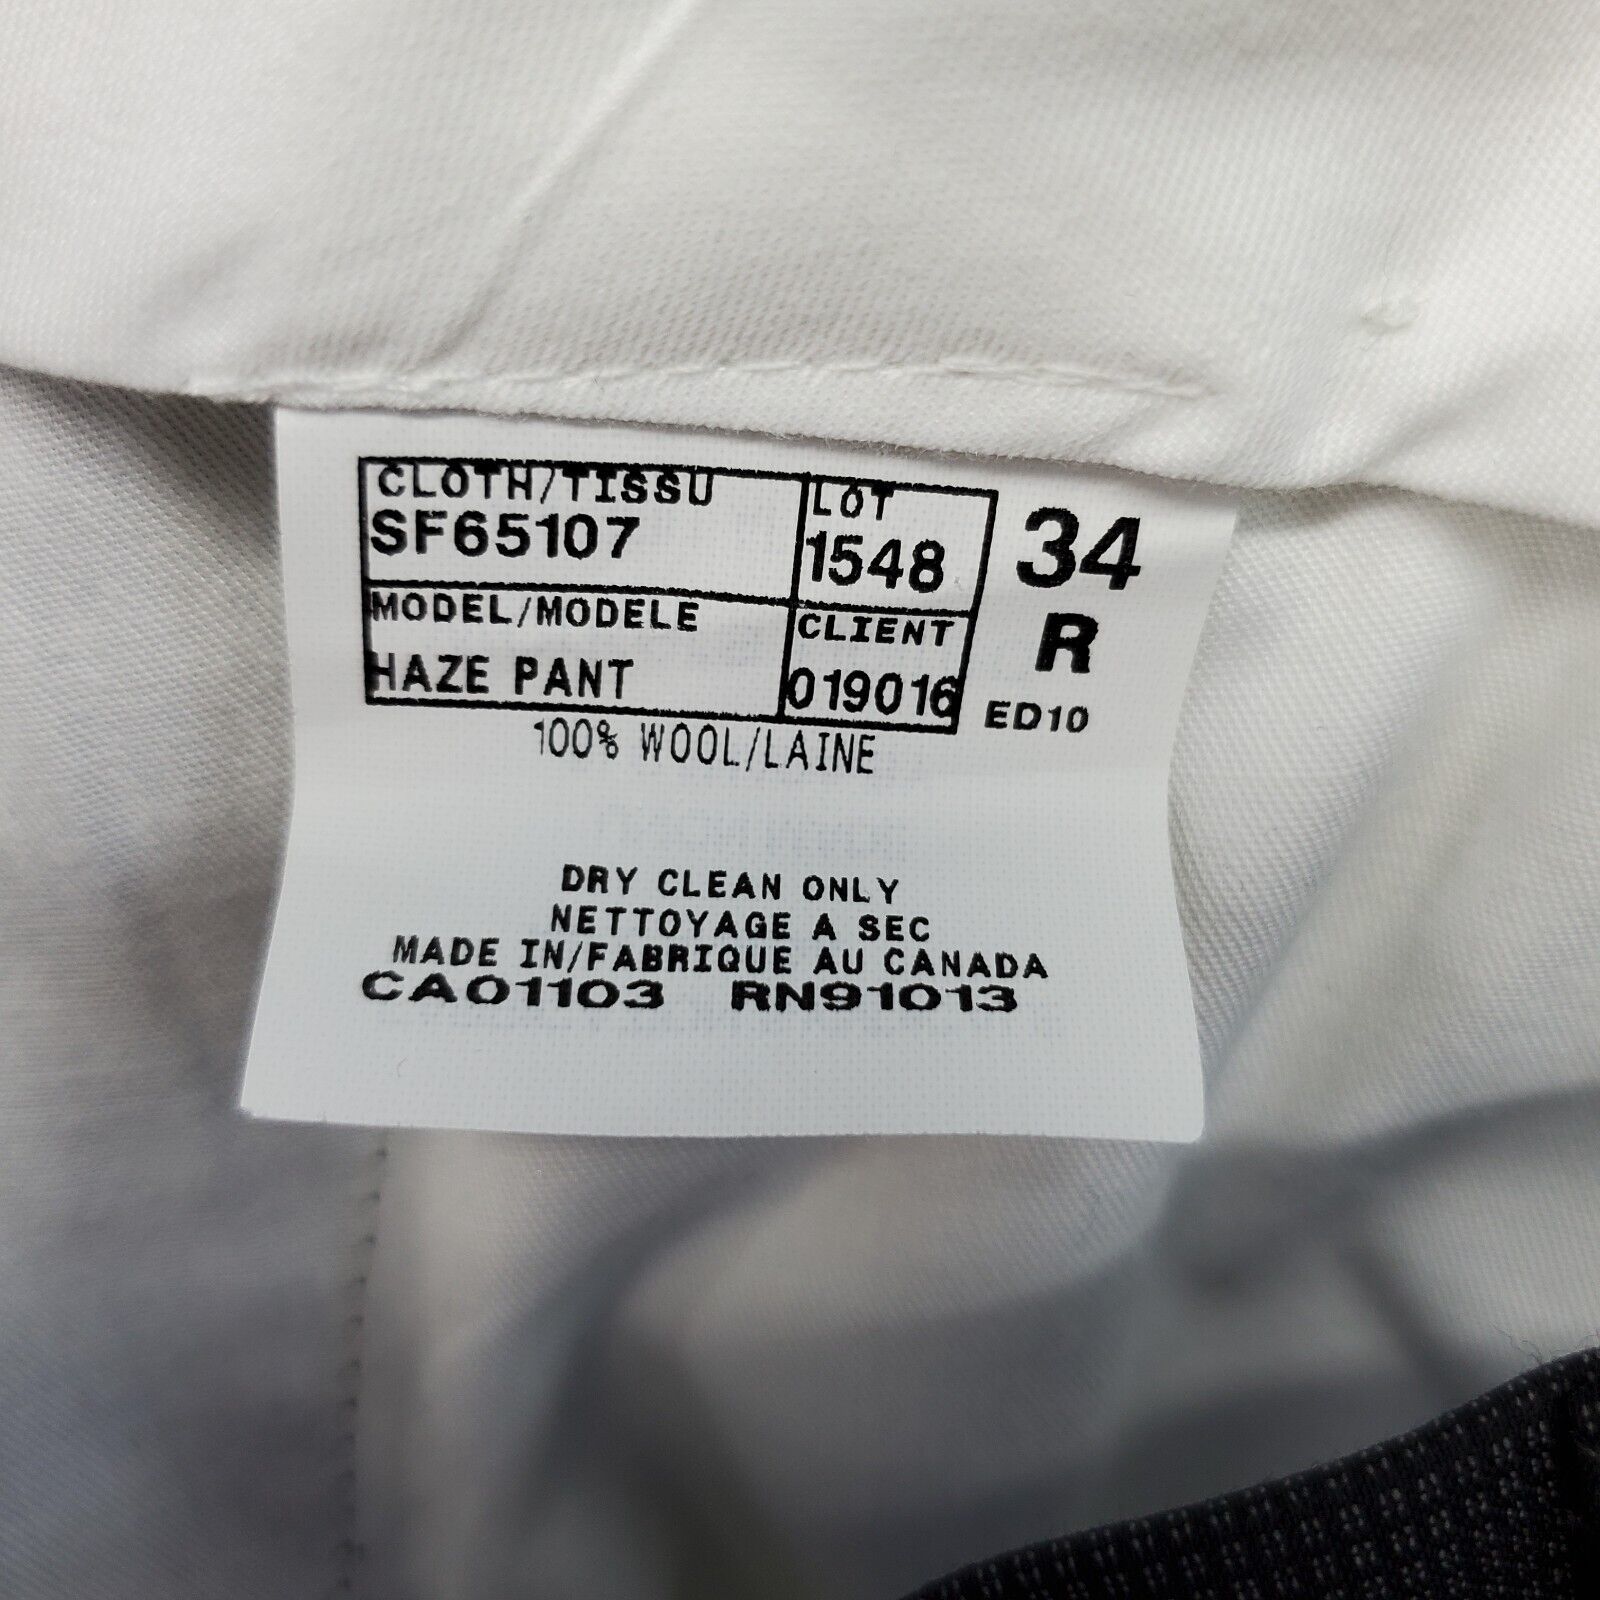 CLOTH/TISSU LOT
SF65107 1548 34
MODEL/MODELE CLIENT R
HAZE PANT 019016 ED10
100% WOOL/LAINE
DRY CLEAN ONLY
NETTOYAGE A SEC
MADE IN/FABRIQUE AU CANADA
CA01103 RN91013